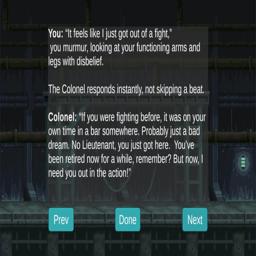 You: “It feels like I just got out of a fight,”
you murmur, looking at your functioning arms and
legs with disbelief.
The Colonel responds instantly, not skipping a beat.
Colonel: “If you were fighting before, it was on your
own time in a bar somewhere. Probably just a bad
dream. No Lieutenant, you just got here.  You’ve
been retired now for a while, remember? But now, I
need you out in the action!”
Prev
Done
Next